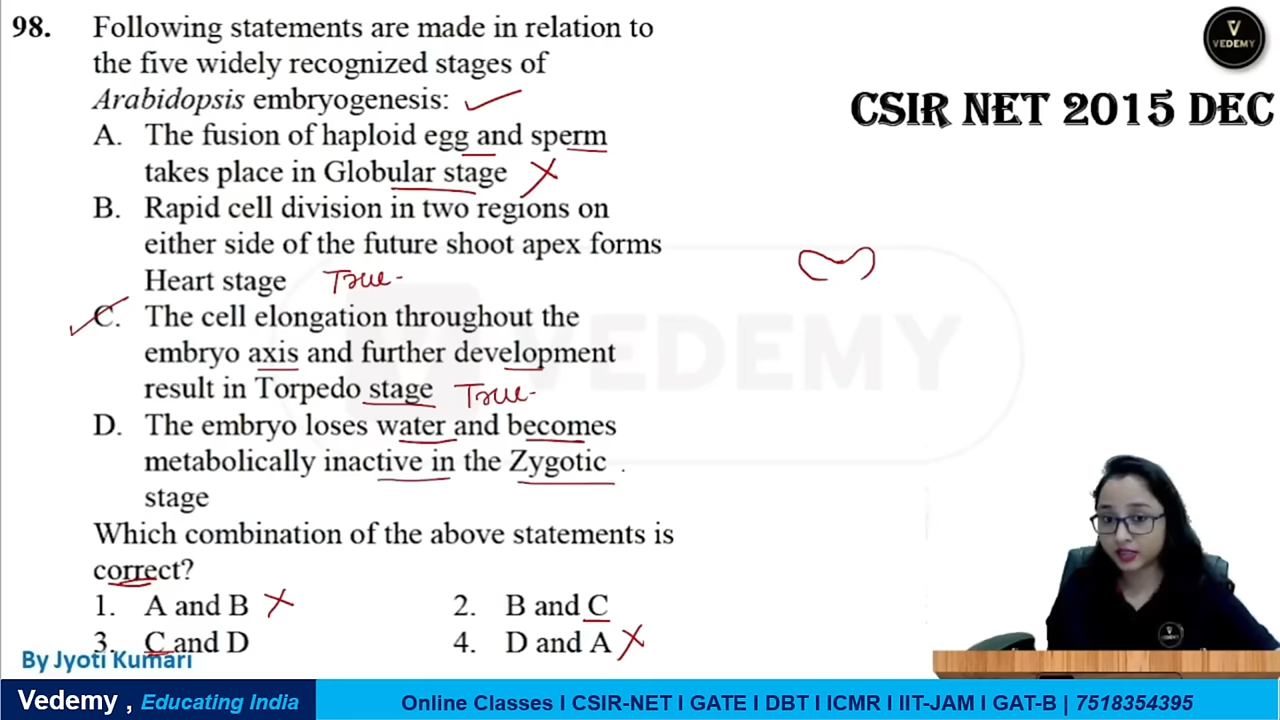 98. Following statements are made in relation to
the five widely recognized stages of
Arabidopsis embryogenesis:
A. The fusion of haploid egg and sperm
takes place in Globular stage
B. Rapid cell division in two regions on
either side of the future shoot apex forms
Heart stage True
C. The cell elongation throughout the
embryo axis and further development
result in Torpedo stage True
D. The embryo loses water and becomes
metabolically inactive in the Zygotic
stage
Which combination of the above statements is
correct?
1. A and B 2. B and C
3. C and D 4. D and A
By Jyoti Kumari
VEDEMY
CSIR NET 2015 DEC
VEDEMY
Vedemy , Educating India
Online Classes I CSIR-NET I GATE I DBT I ICMR I IIT-JAM I GAT-B | 7518354395